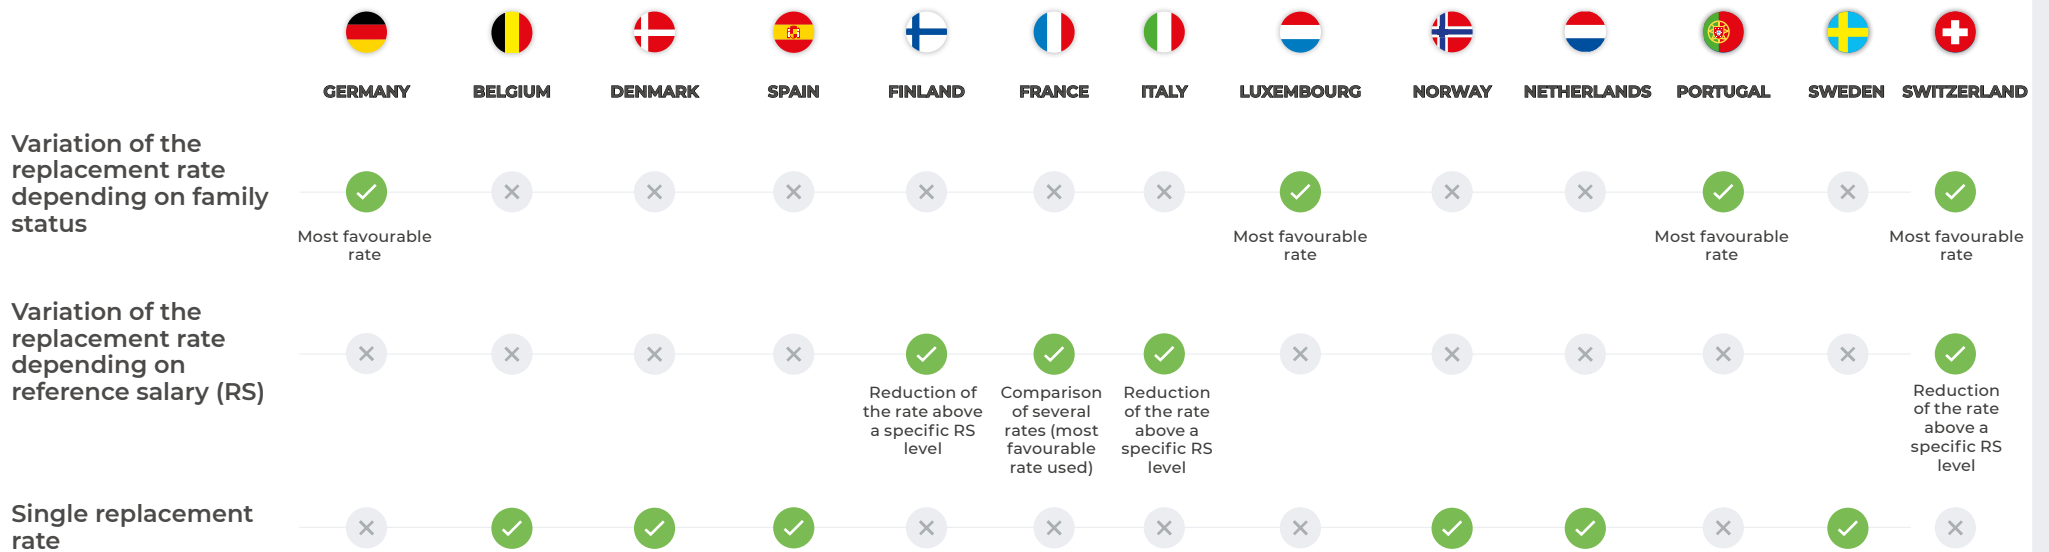 GERMANY BELGIUM DENMARK SPAIN FINLAND FRANCE ITALY LUXEMBOURG NORWAY NETHERLANDS PORTUGAL SWEDEN SWITZERLAND
Variation of the
replacement rate
depending on family
status
Most favourable
rate
Most favourable
rate
Most favourable
rate
Most favourable
rate
Variation of the
replacement rate
depending on
reference salary (RS)
Reduction of
the rate above
a specific RS
level
Comparison
of several
rates (most
favourable
rate used)
Reduction
of the rate
above a
specific RS
level
Reduction
of the rate
above a
specific RS
level
Single replacement
rate